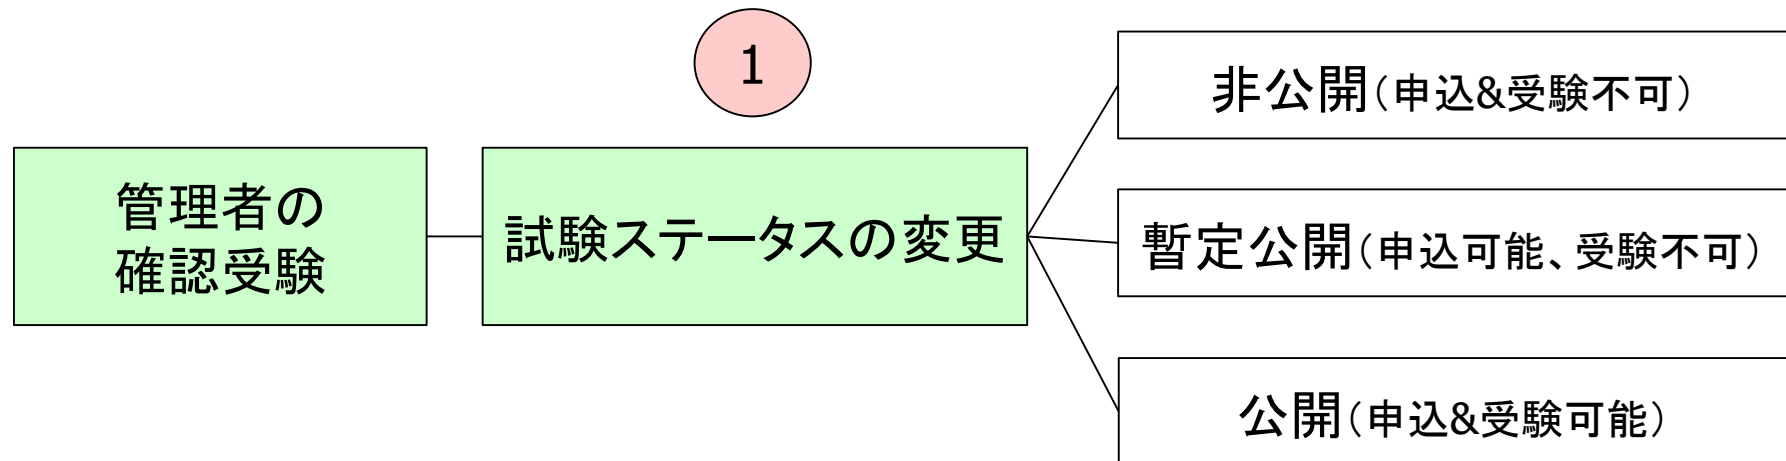 1
管理者の
確認受験
試験ステータスの変更
非公開（申込&受験不可）
暫定公開（申込可能、受験不可）
公開（申込&受験可能）